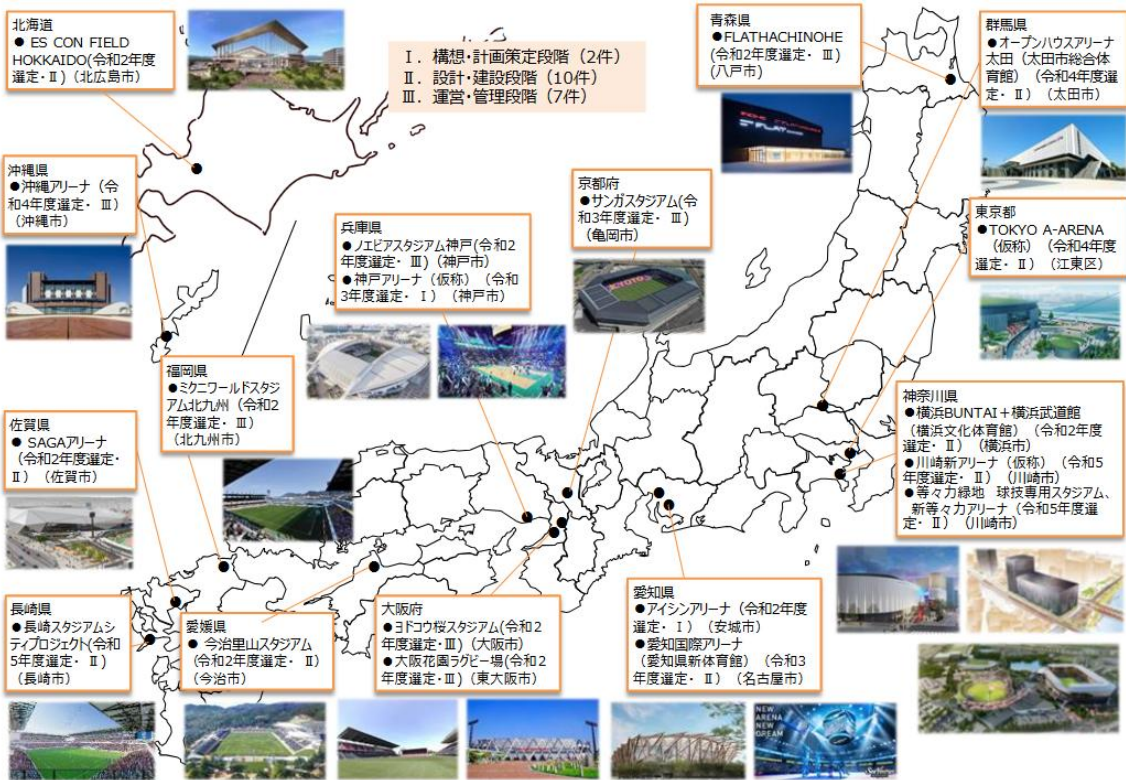 北海道
● ES CON FIELD
HOKKAIDO(令和2年度
選定・Ⅱ)(北広島市)
Ⅰ．構想・計画策定段階（2件）
Ⅱ．設計・建設段階（10件）
Ⅲ．運営・管理段階（7件）
青森県
●FLATHACHINOHE
(令和2年度選定・Ⅲ)
(八戸市)
群馬県
●オープンハウスアリーナ
太田（太田市総合体
育館）（令和4年度選
定・Ⅱ）(太田市)
沖縄県
●沖縄アリーナ（令
和4年度選定・Ⅲ）
(沖縄市)
兵庫県
●ノエビアスタジアム神戸(令和2
年度選定・Ⅲ)(神戸市)
●神戸アリーナ（仮称）（令和
3年度選定・Ⅰ）（神戸市）
京都府
●サンガスタジアム(令
和3年度選定・Ⅲ)
(亀岡市)
KYOTO
東京都
●TOKYO A-ARENA
（仮称）（令和4年度
選定・Ⅱ）(江東区)
福岡県
●ミクニワールドスタジ
アム北九州（令和2
年度選定・Ⅲ）
(北九州市)
佐賀県
● SAGAアリーナ
（令和2年度選定・
Ⅱ）(佐賀市)
神奈川県
●横浜BUNTAI＋横浜武道館
（横浜文化体育館）（令和2年度
選定・Ⅱ）(横浜市)
●川崎新アリーナ（仮称）（令和5
年度選定・Ⅱ）（川崎市）
●等々力緑地　球技専用スタジアム、
新等々力アリーナ（令和5年度選
定・Ⅱ）（川崎市）
長崎県
●長崎スタジアムシ
ティプロジェクト(令和
5年度選定・Ⅱ)
(長崎市)
愛媛県
● 今治里山スタジアム
（令和2年度選定・Ⅱ）
(今治市)
大阪府
●ヨドコウ桜スタジアム(令和2
年度選定・Ⅲ)(大阪市)
●大阪花園ラグビー場(令和2
年度選定・Ⅲ)(東大阪市)
愛知県
●アイシンアリーナ（令和2年度
選定・Ⅰ）（安城市）
●愛知国際アリーナ
（愛知県新体育館）（令和3
年度選定・Ⅱ）(名古屋市)
NEW
ARENA
NEW
DREAM